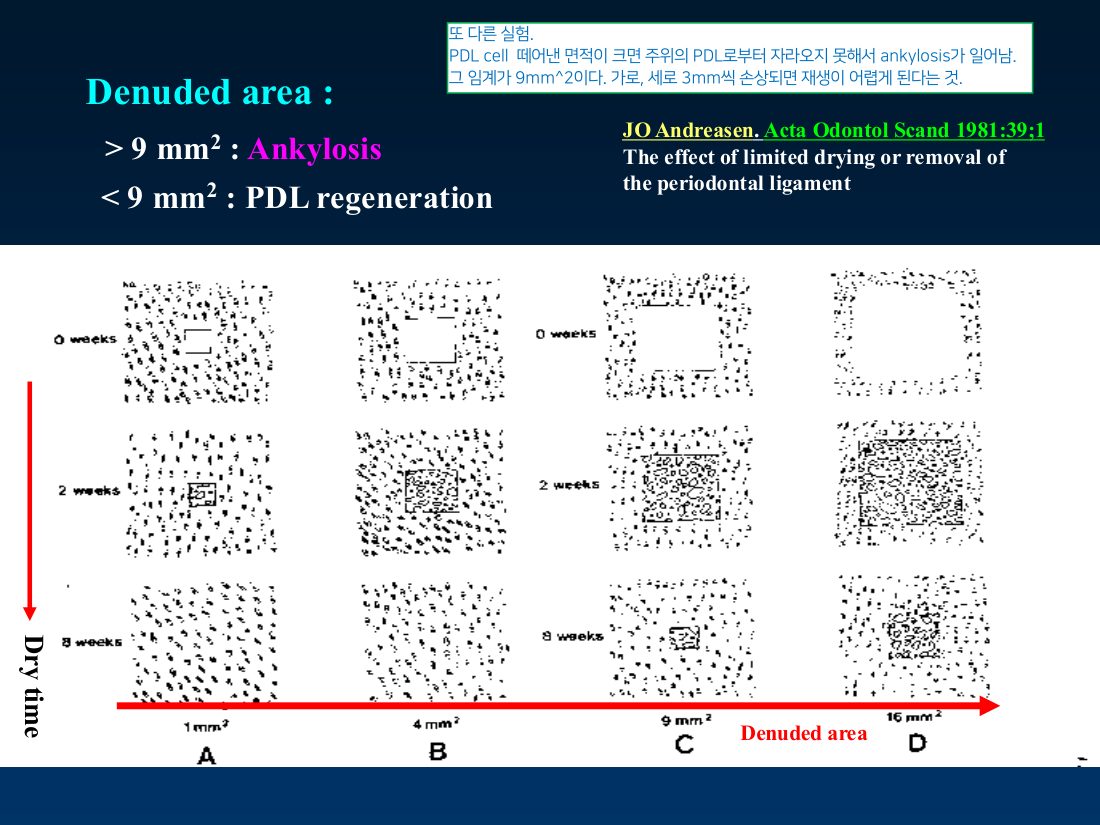 또 다른 실험.
PDL cell 떼어낸 면적이 크면 주위의 PDL로부터 자라오지 못해서 ankylosis가 일어남.
그 임계가 9mm^2이다. 가로, 세로 3mm씩 손상되면 재생이 어렵게 된다는 것.
Denuded area :
> 9 mm² : Ankylosis
< 9 mm² : PDL regeneration
JO Andreasen. Acta Odontol Scand 1981:39;1
The effect of limited drying or removal of
the periodontal ligament
0 weeks
0 weeks
2 weeks
2 weeks
8 weeks
8 weeks
Dry time
1 mm²
4 mm²
9 mm²
16 mm²
Denuded area
A
B
C
D